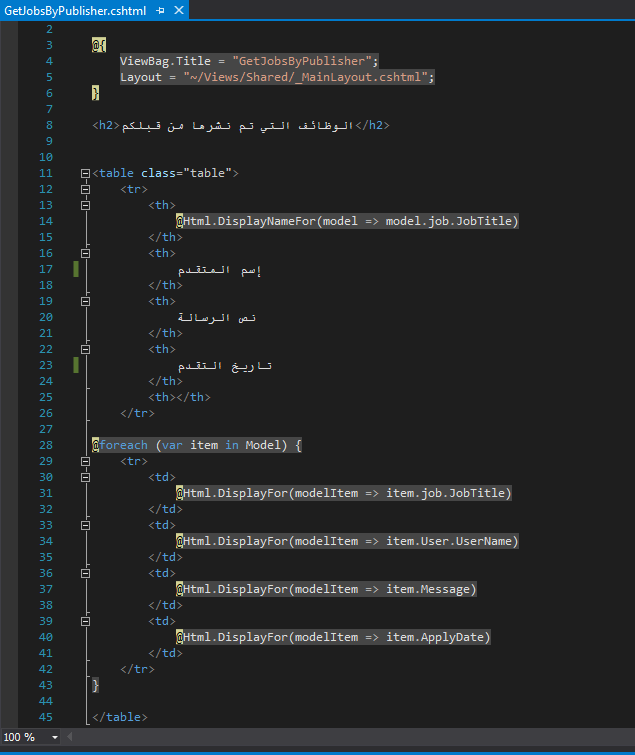 GetJobsByPublisher.cshtml
2
3 @{
4 ViewBag.Title = "GetJobsByPublisher";
5 Layout = "~/Views/Shared/_MainLayout.cshtml";
6 }
7
8 <h2>الوظائف التي تم نشرها من قبلكم</h2>
9
10
11 <table class="table">
12 <tr>
13 <th>
14 @Html.DisplayNameFor(model => model.job.JobTitle)
15 </th>
16 <th>
17 إسم المتقدم
18 </th>
19 <th>
20 نص الرسالة
21 </th>
22 <th>
23 تاريخ التقدم
24 </th>
25 <th></th>
26 </tr>
27
28 @foreach (var item in Model) {
29 <tr>
30 <td>
31 @Html.DisplayFor(modelItem => item.job.JobTitle)
32 </td>
33 <td>
34 @Html.DisplayFor(modelItem => item.User.UserName)
35 </td>
36 <td>
37 @Html.DisplayFor(modelItem => item.Message)
38 </td>
39 <td>
40 @Html.DisplayFor(modelItem => item.ApplyDate)
41 </td>
42 </tr>
43 }
44
45 </table>
100 %